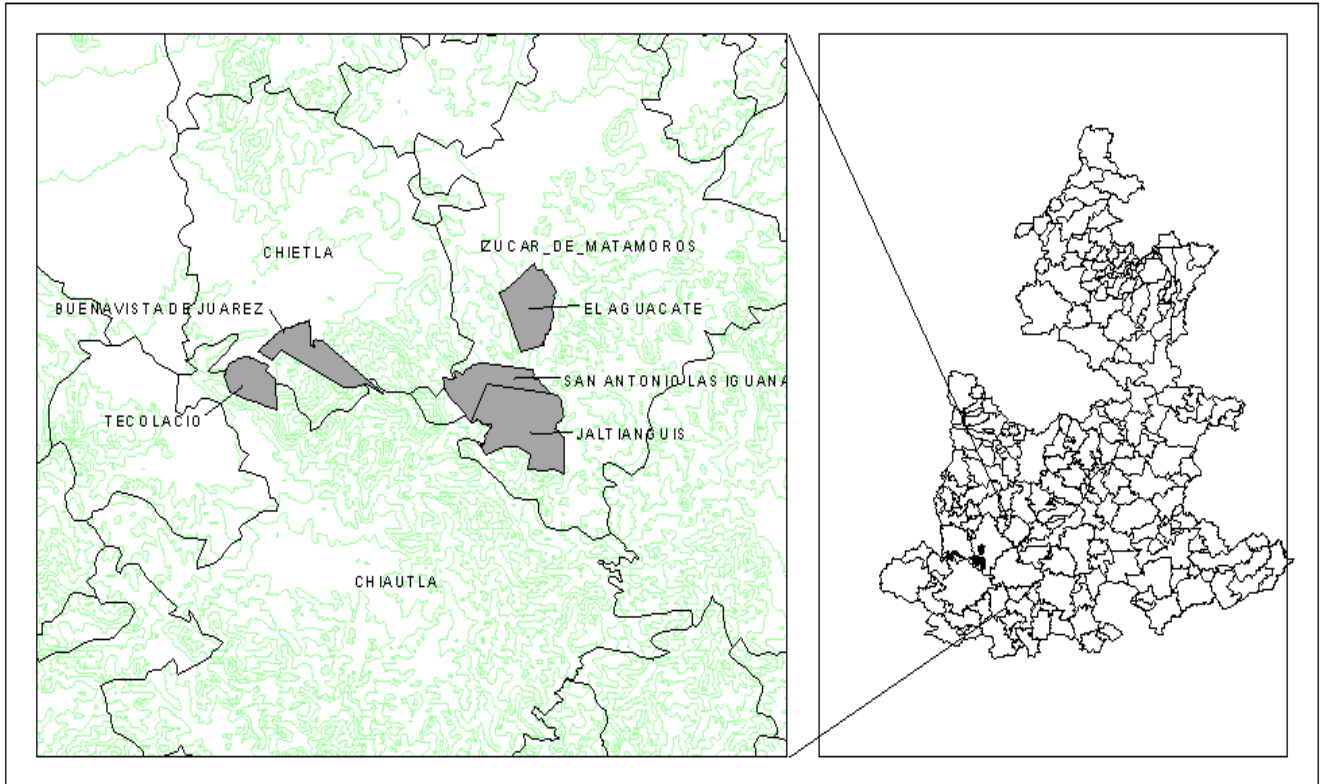 IZUCAR_DE_MATAMOROS
CHIETLA
BUENAVISTA DE JUAREZ
EL AGUACATE
SAN ANTONIO LAS IGUANA
TECOLACIO
JALTIANGUIS
CHIAUTLA